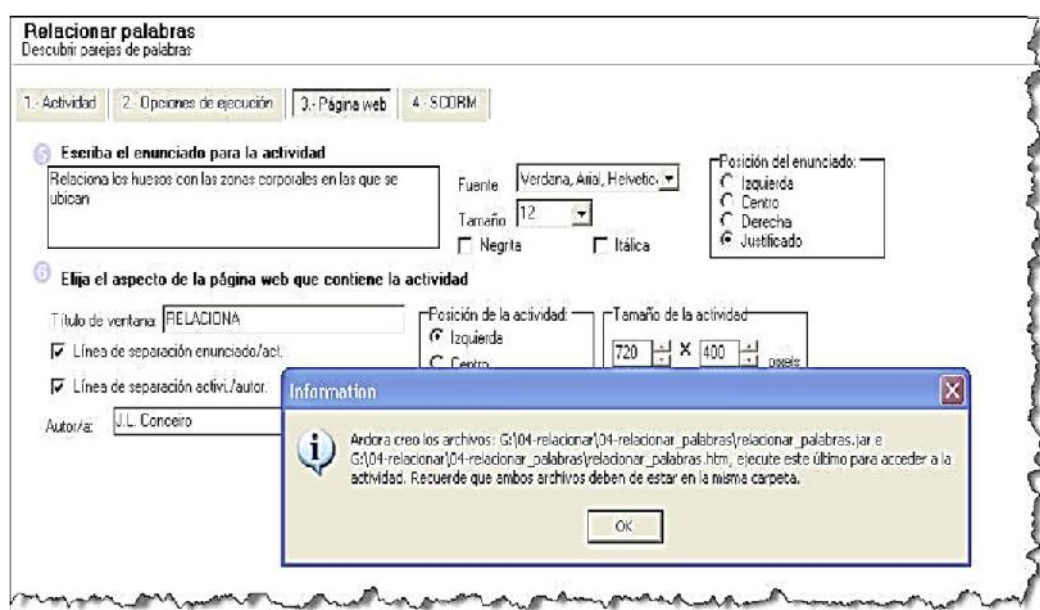 Relacionar palabras
Descubrir parejas de palabras
1.- Actividad
2.- Opciones de ejecución
3.- Página web
4.- SCORM
5 Escriba el enunciado para la actividad
Relaciona los huesos con las zonas corporales en las que se
ubican
Fuente Verdana, Arial, Helvetic
Tamaño 12
Negrita Itálica
Posición del enunciado:
Izquierda
Centro
Derecha
Justificado
6 Elija el aspecto de la página web que contiene la actividad
Título de ventana: RELACIONA
Línea de separación enunciado/act.
Línea de separación activi./autor.
Autor/a: J.L. Conceiro
Posición de la actividad:
Izquierda
Centro
Tamaño de la actividad
720 X 400 pixels
Information
Ardora creo los archivos: G:\04-relacionar\04-relacionar_palabras\relacionar_palabras.jar e
G:\04-relacionar\04-relacionar_palabras\relacionar_palabras.htm, ejecute este último para acceder a la
actividad. Recuerde que ambos archivos deben de estar en la misma carpeta.
OK